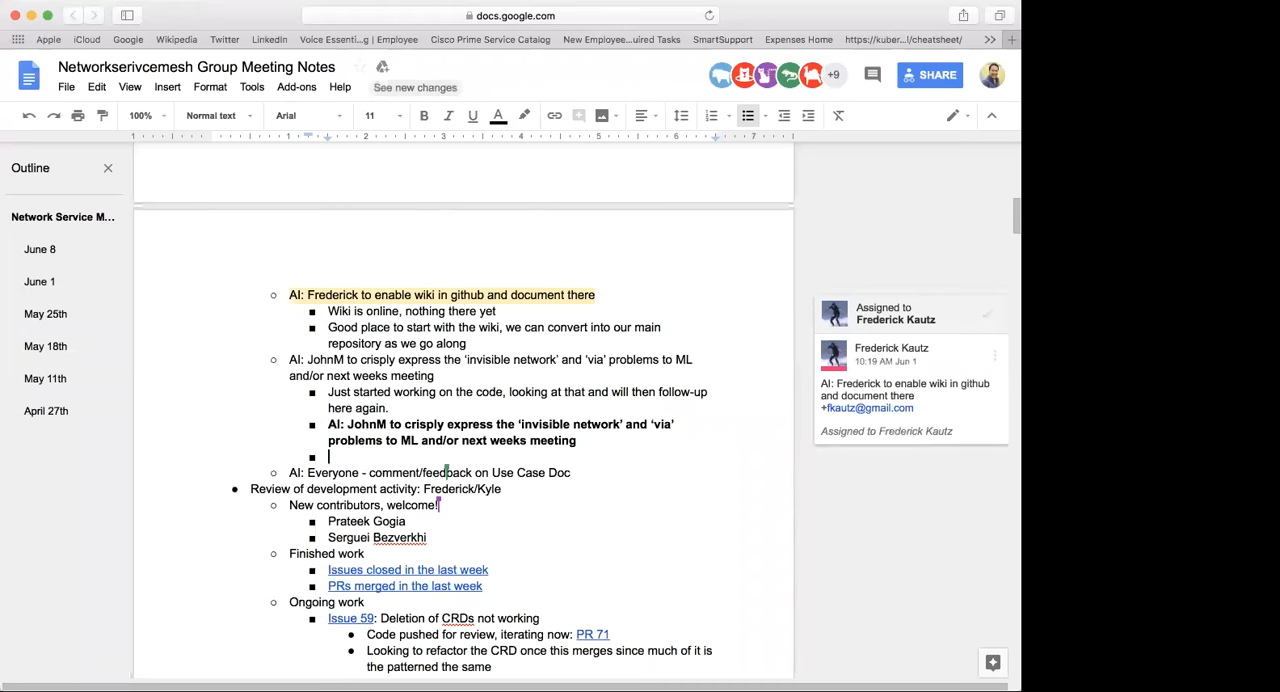 docs.google.com
Apple iCloud Google Wikipedia Twitter LinkedIn Voice Essenti...g | Employee Cisco Prime Service Catalog New Employee...uired Tasks SmartSupport Expenses Home https://kuber...l/cheatsheet/
Networkserivcemesh Group Meeting Notes
+9
SHARE
File Edit View Insert Format Tools Add-ons Help See new changes
100% Normal text Arial 11 B I U A
1 1 2 3 4 5 6 7
Outline
Network Service M...
June 8
June 1
May 25th
May 18th
May 11th
April 27th
AI: Frederick to enable wiki in github and document there
Wiki is online, nothing there yet
Good place to start with the wiki, we can convert into our main
repository as we go along
AI: JohnM to crisply express the ‘invisible network’ and ‘via’ problems to ML
and/or next weeks meeting
Just started working on the code, looking at that and will then follow-up
here again.
AI: JohnM to crisply express the ‘invisible network’ and ‘via’
problems to ML and/or next weeks meeting
AI: Everyone - comment/feedback on Use Case Doc
Review of development activity: Frederick/Kyle
New contributors, welcome!
Prateek Gogia
Serguei Bezverkhi
Finished work
Issues closed in the last week
PRs merged in the last week
Ongoing work
Issue 59: Deletion of CRDs not working
Code pushed for review, iterating now: PR 71
Looking to refactor the CRD once this merges since much of it is
the patterned the same
Assigned to
Frederick Kautz
Frederick Kautz
10:19 AM Jun 1
AI: Frederick to enable wiki in github
and document there
+fkautz@gmail.com
Assigned to Frederick Kautz